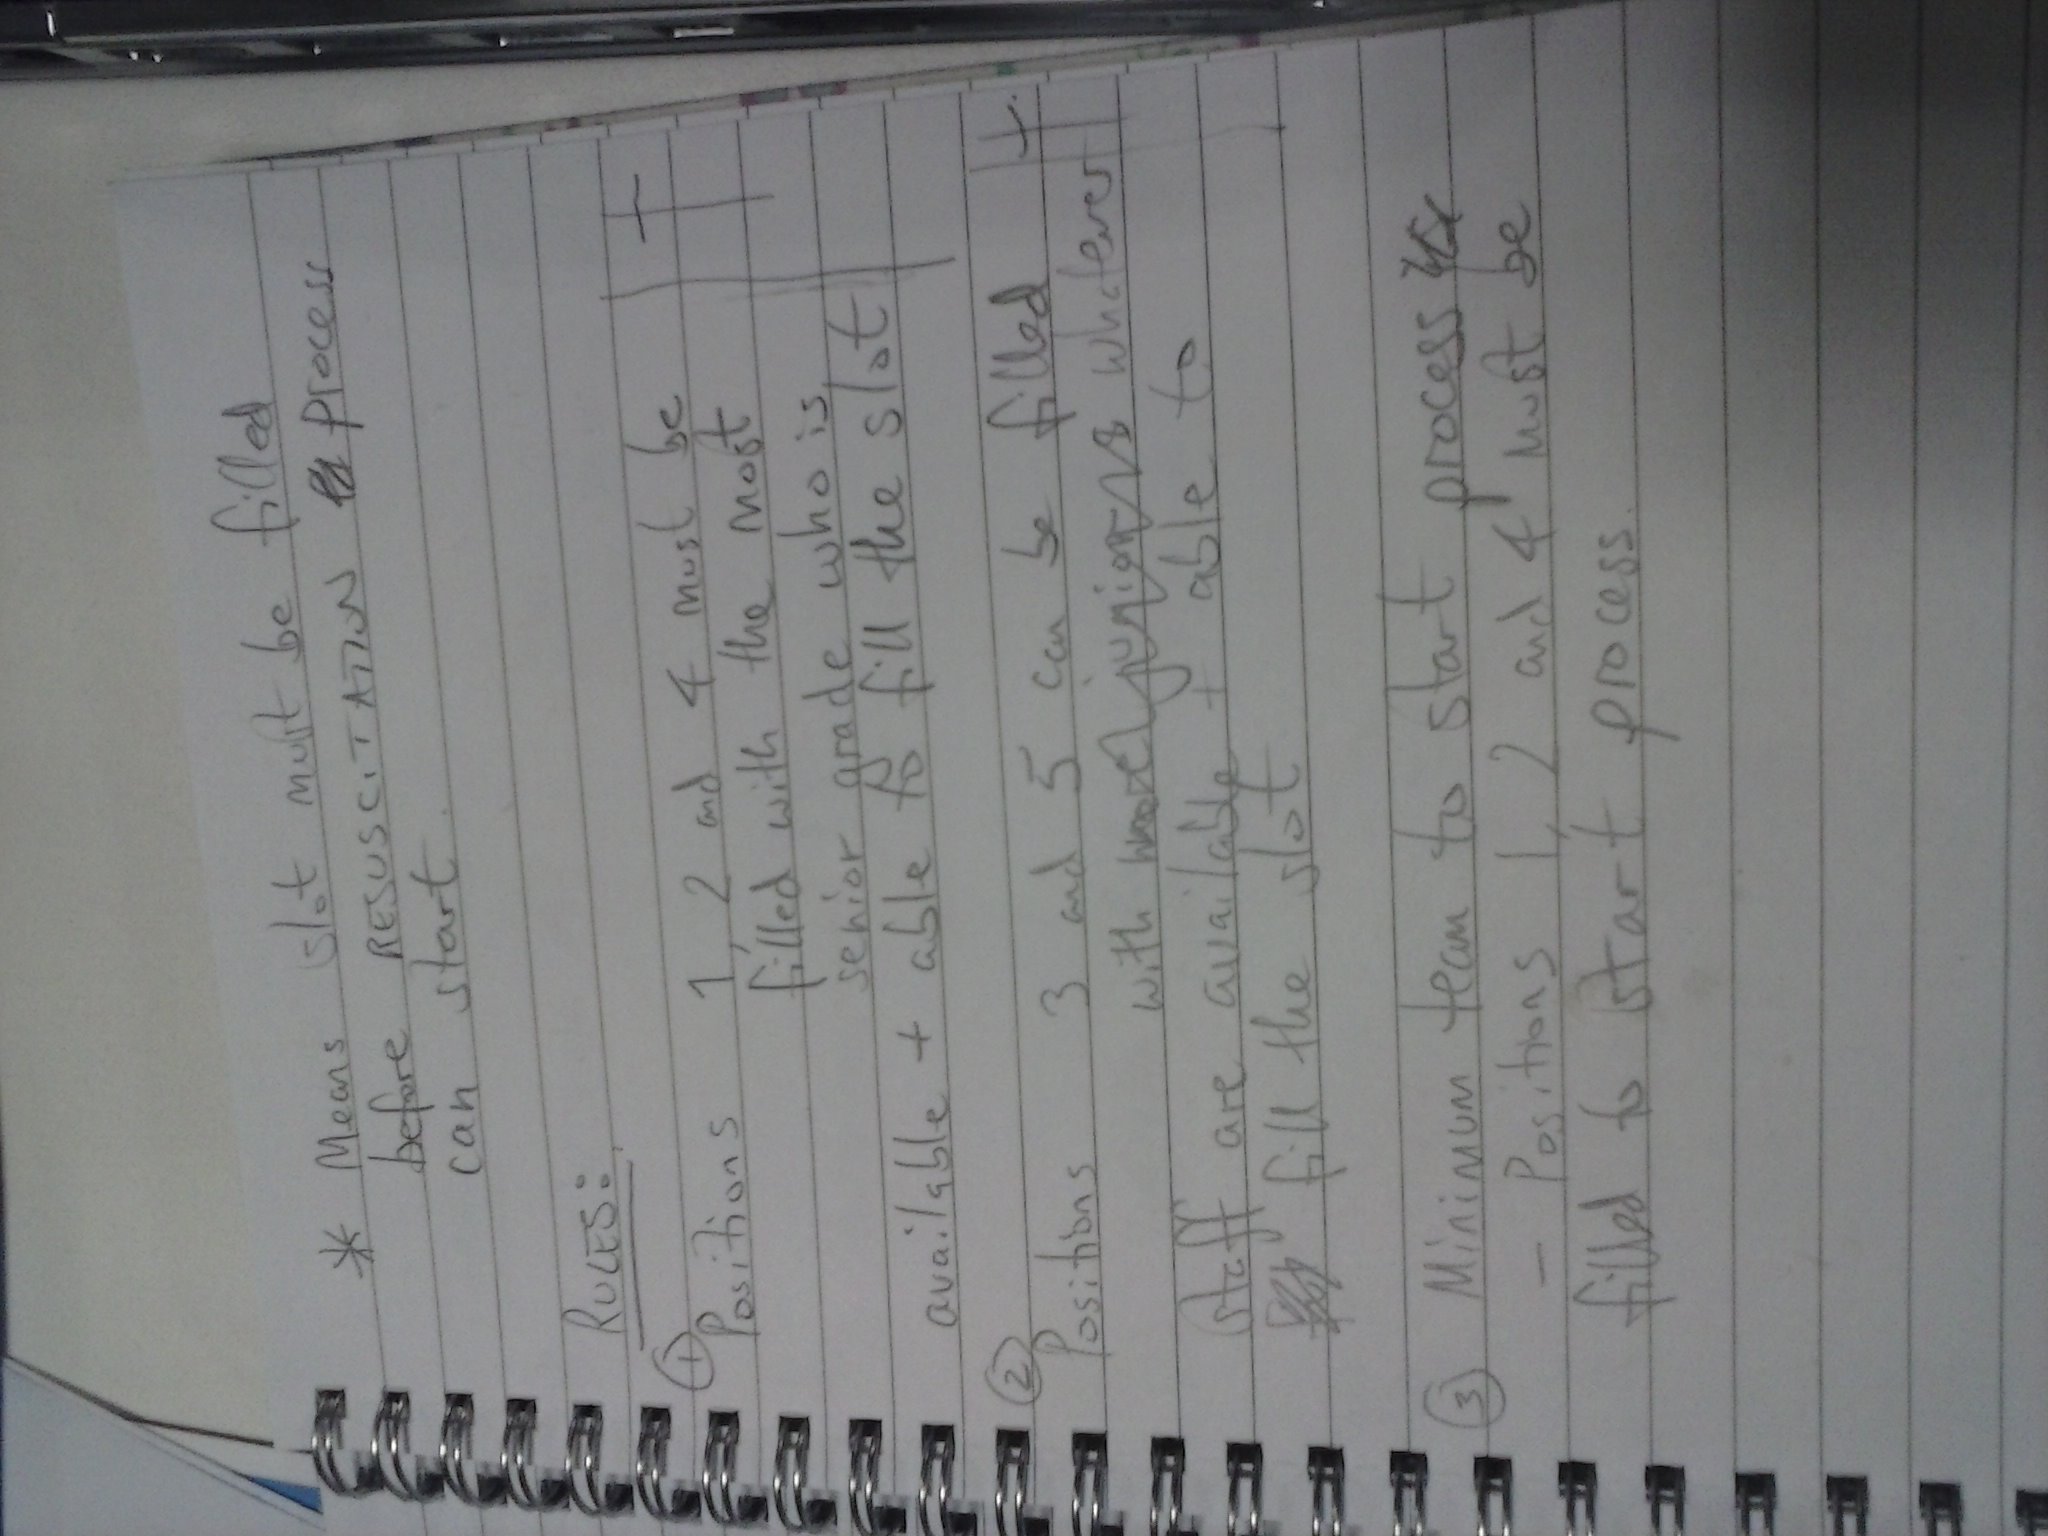 * Means slot must be filled
before RESUSCITATION process
can start.
RULES:
① Positions 1, 2 and 4 must be
filled with the most
senior grade who is
available + able to fill the slot
② Positions 3 and 5 can be filled
with whatever
staff are available + able to
fill the slot
③ Minimum team to start process
- Positions 1, 2 and 4 must be
filled to start process.